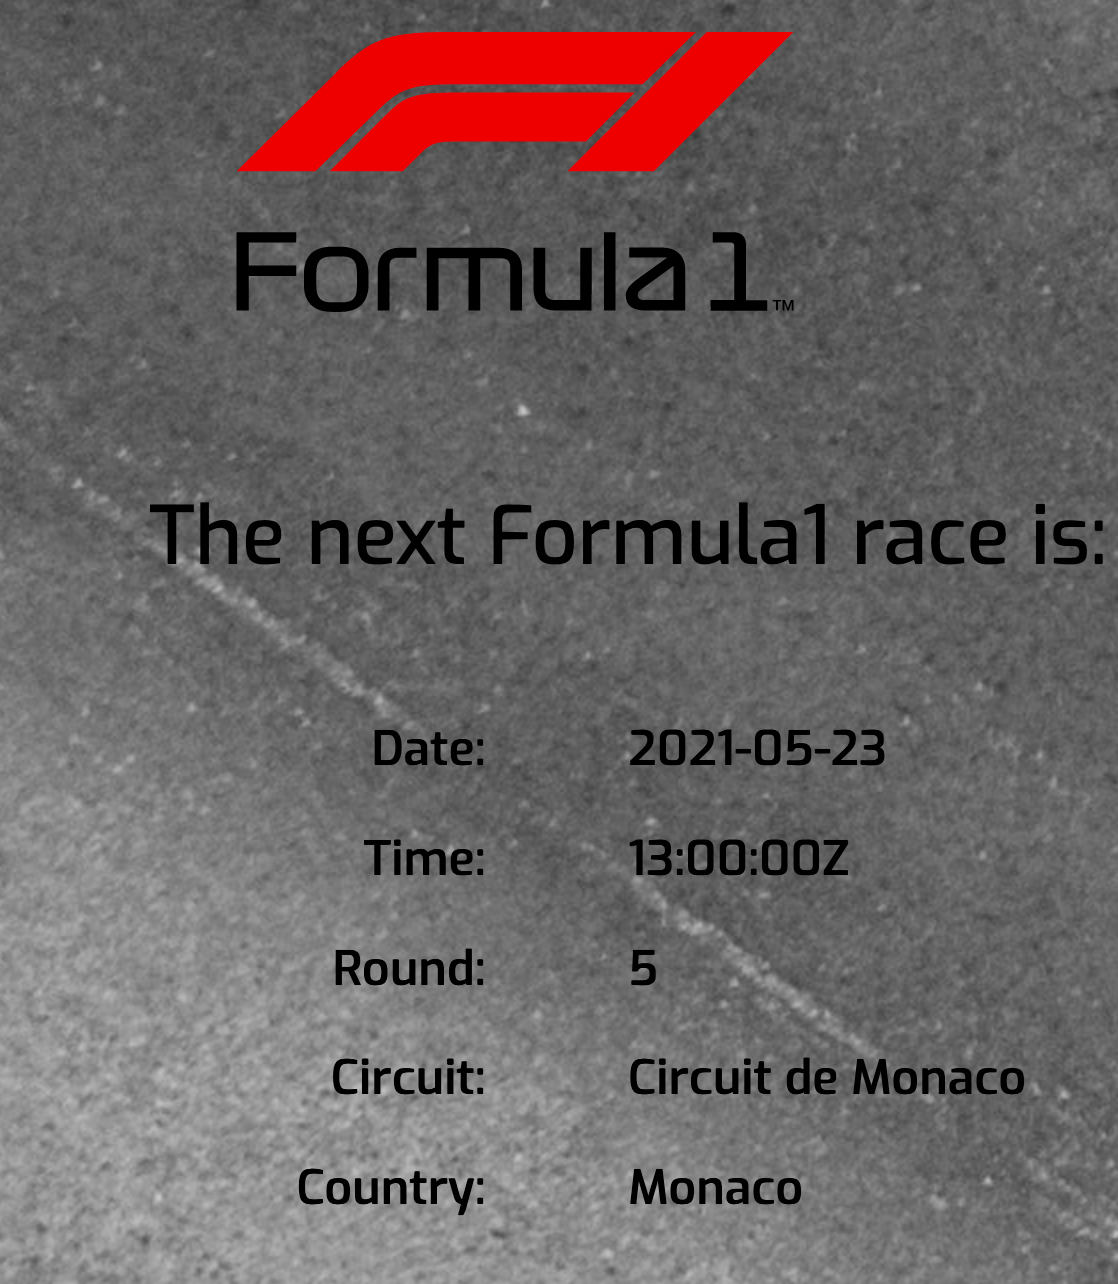 Formula 1™
The next Formula1 race is:
Date: 2021-05-23
Time: 13:00:00Z
Round: 5
Circuit: Circuit de Monaco
Country: Monaco